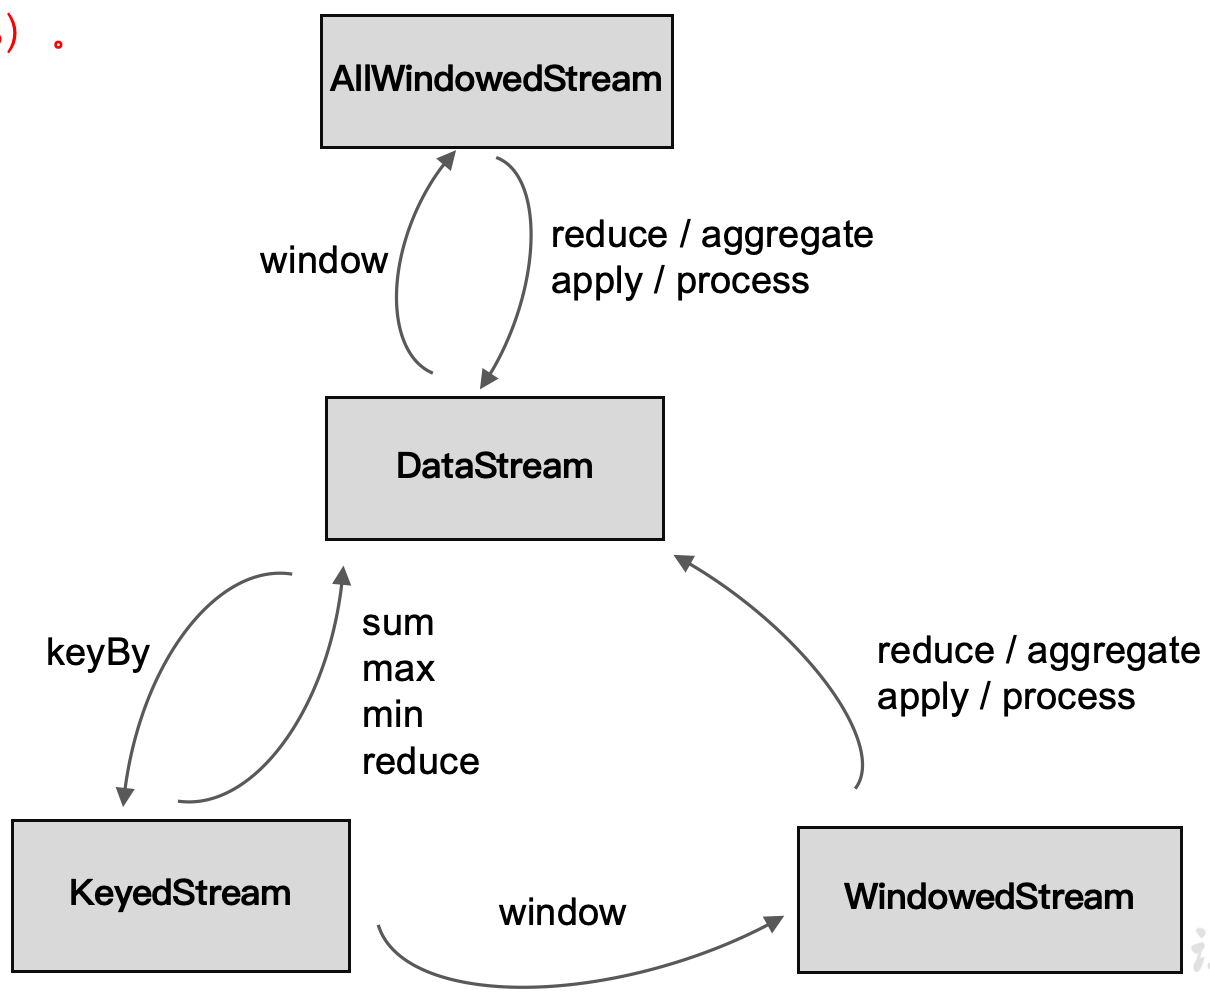 ）。
AllWindowedStream
window
reduce / aggregate
apply / process
DataStream
keyBy
sum
max
min
reduce
reduce / aggregate
apply / process
KeyedStream
window
WindowedStream